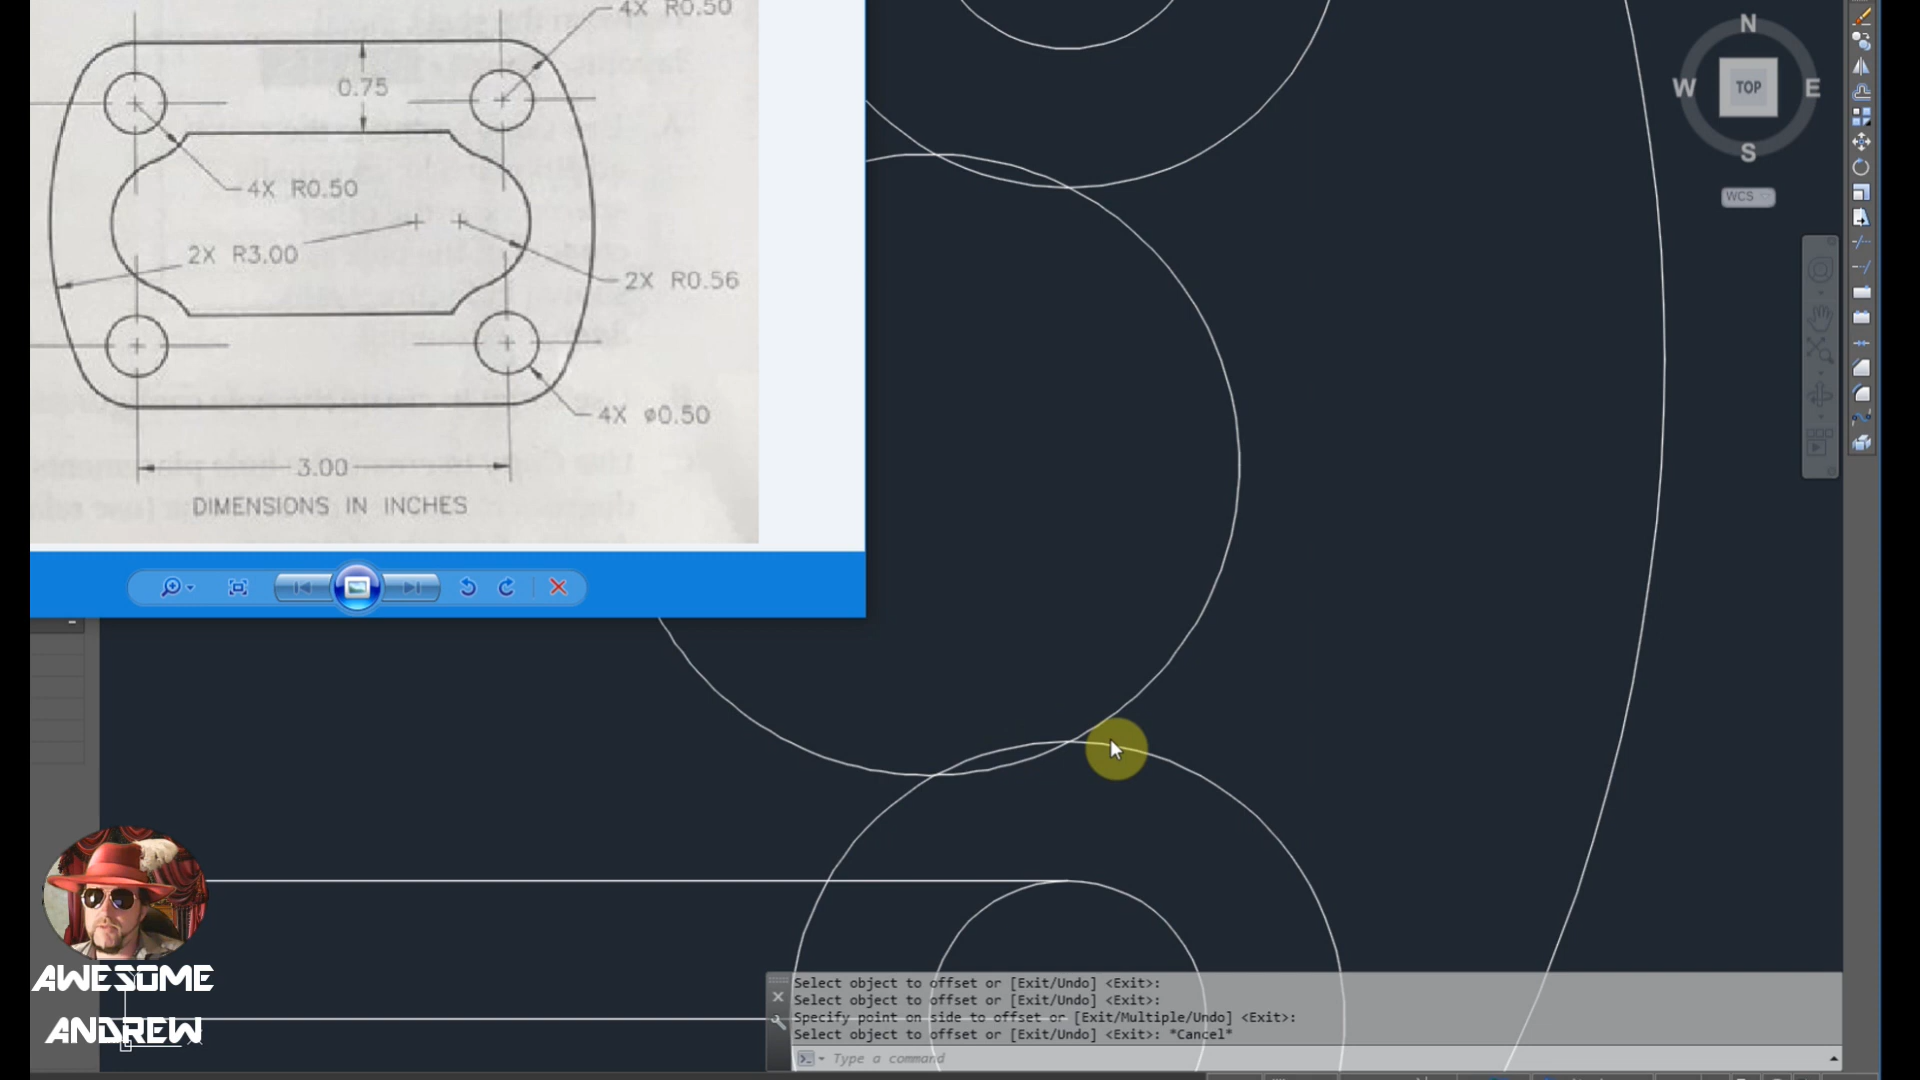 4X R0.50
0.75
4X R0.50
2X R3.00
2X R0.56
4X ø0.50
3.00
DIMENSIONS IN INCHES
N
W
TOP
E
S
WCS
AWESOME
ANDREW
Select object to offset or [Exit/Undo] <Exit>:
Select object to offset or [Exit/Undo] <Exit>:
Specify point on side to offset or [Exit/Multiple/Undo] <Exit>:
Select object to offset or [Exit/Undo] <Exit>: *Cancel*
Type a command